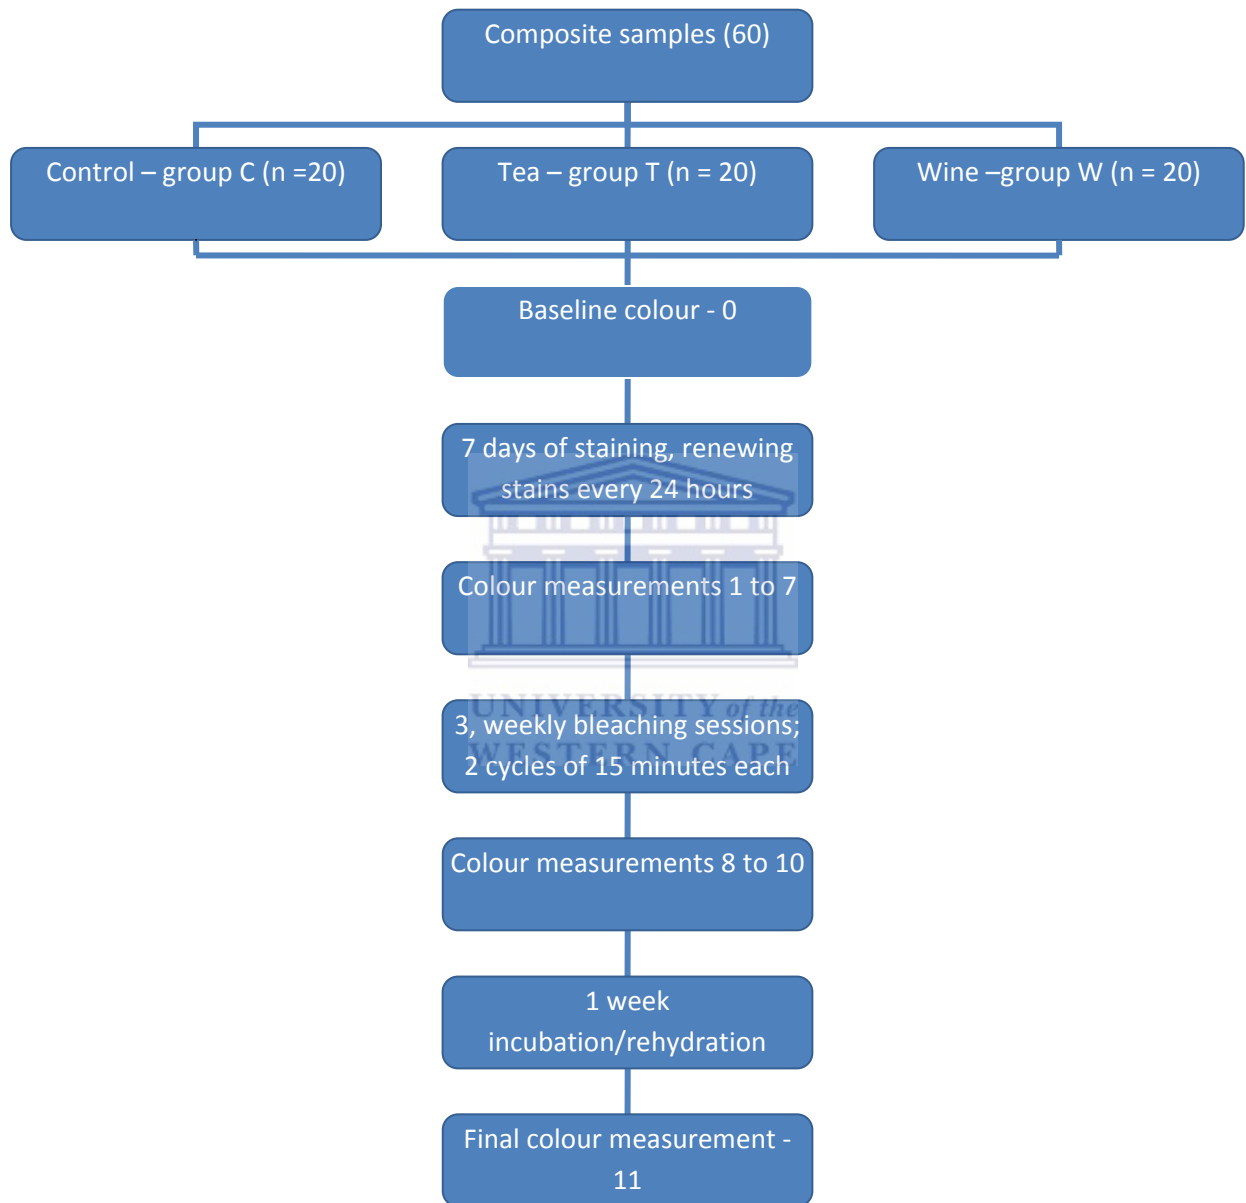 Composite samples (60)
Control – group C (n =20)
Tea – group T (n = 20)
Wine –group W (n = 20)
Baseline colour - 0
7 days of staining, renewing
stains every 24 hours
Colour measurements 1 to 7
UNIVERSITY of the
3, weekly bleaching sessions;
WESTERN CAPE
2 cycles of 15 minutes each
Colour measurements 8 to 10
1 week
incubation/rehydration
Final colour measurement -
11